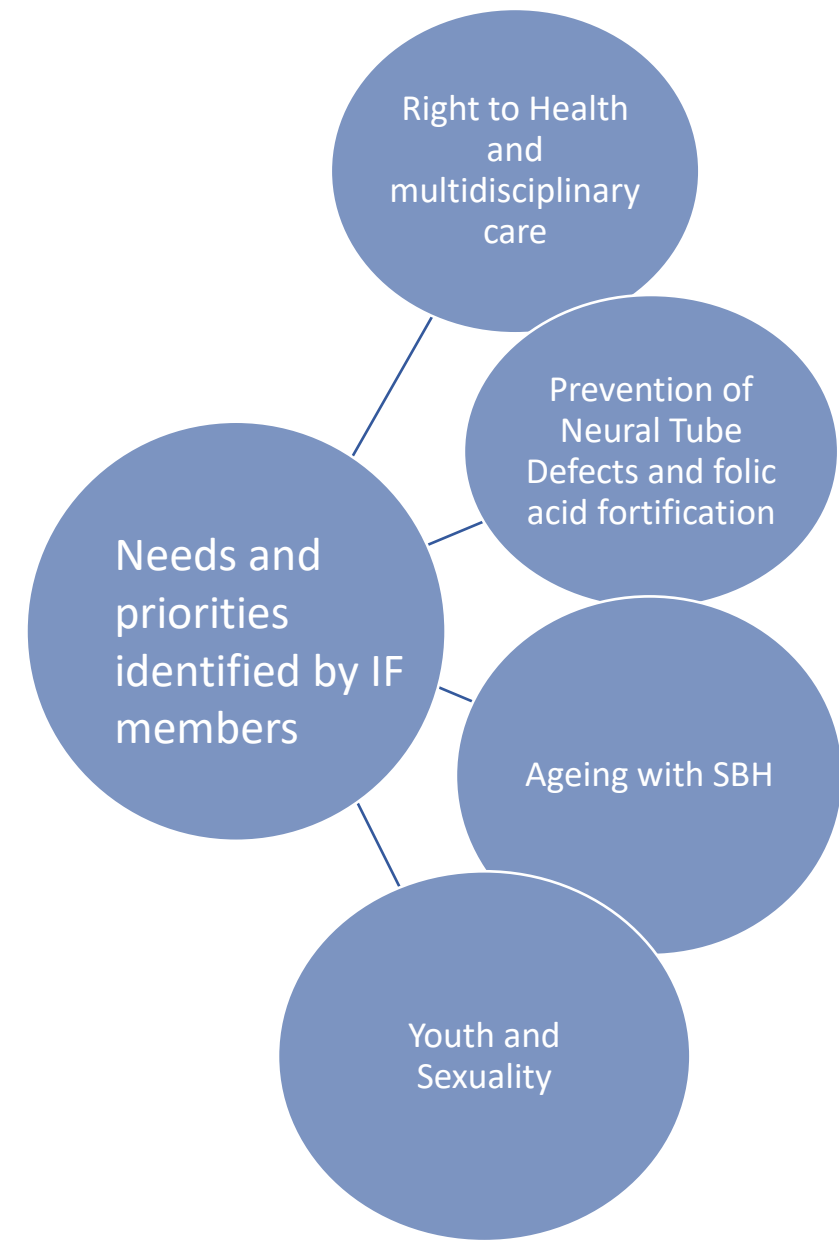 Right to Health
and
multidisciplinary
care
Prevention of
Neural Tube
Defects and folic
acid fortification
Needs and
priorities
identified by IF
members
Ageing with SBH
Youth and
Sexuality